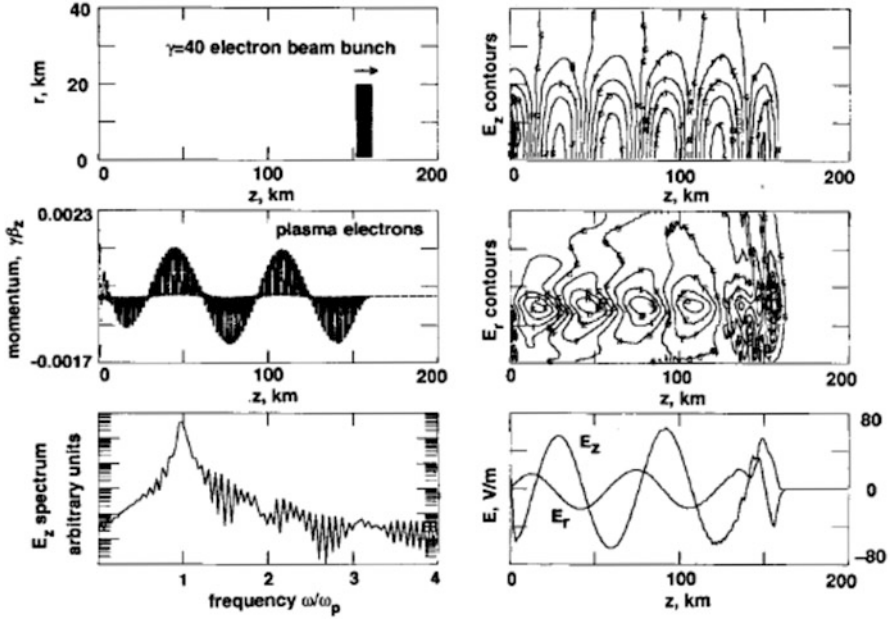 40
γ=40 electron beam bunch
r, km
20
0
0
100
200
z, km
E_z contours
0
100
200
z, km
0.0023
plasma electrons
momentum, γβ_z
-0.0017
0
100
200
z, km
E_r contours
0
100
200
z, km
E_z spectrum
arbitrary units
1
2
3
4
frequency ω/ω_p
80
E_z
E, V/m
0
E_r
-80
0
100
200
z, km